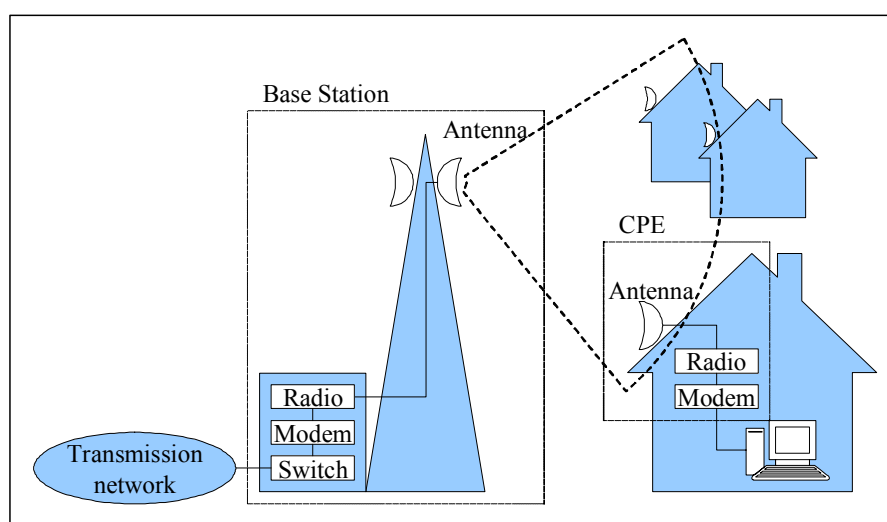 Base Station
Antenna
CPE
Antenna
Radio
Modem
Radio
Modem
Switch
Transmission
network